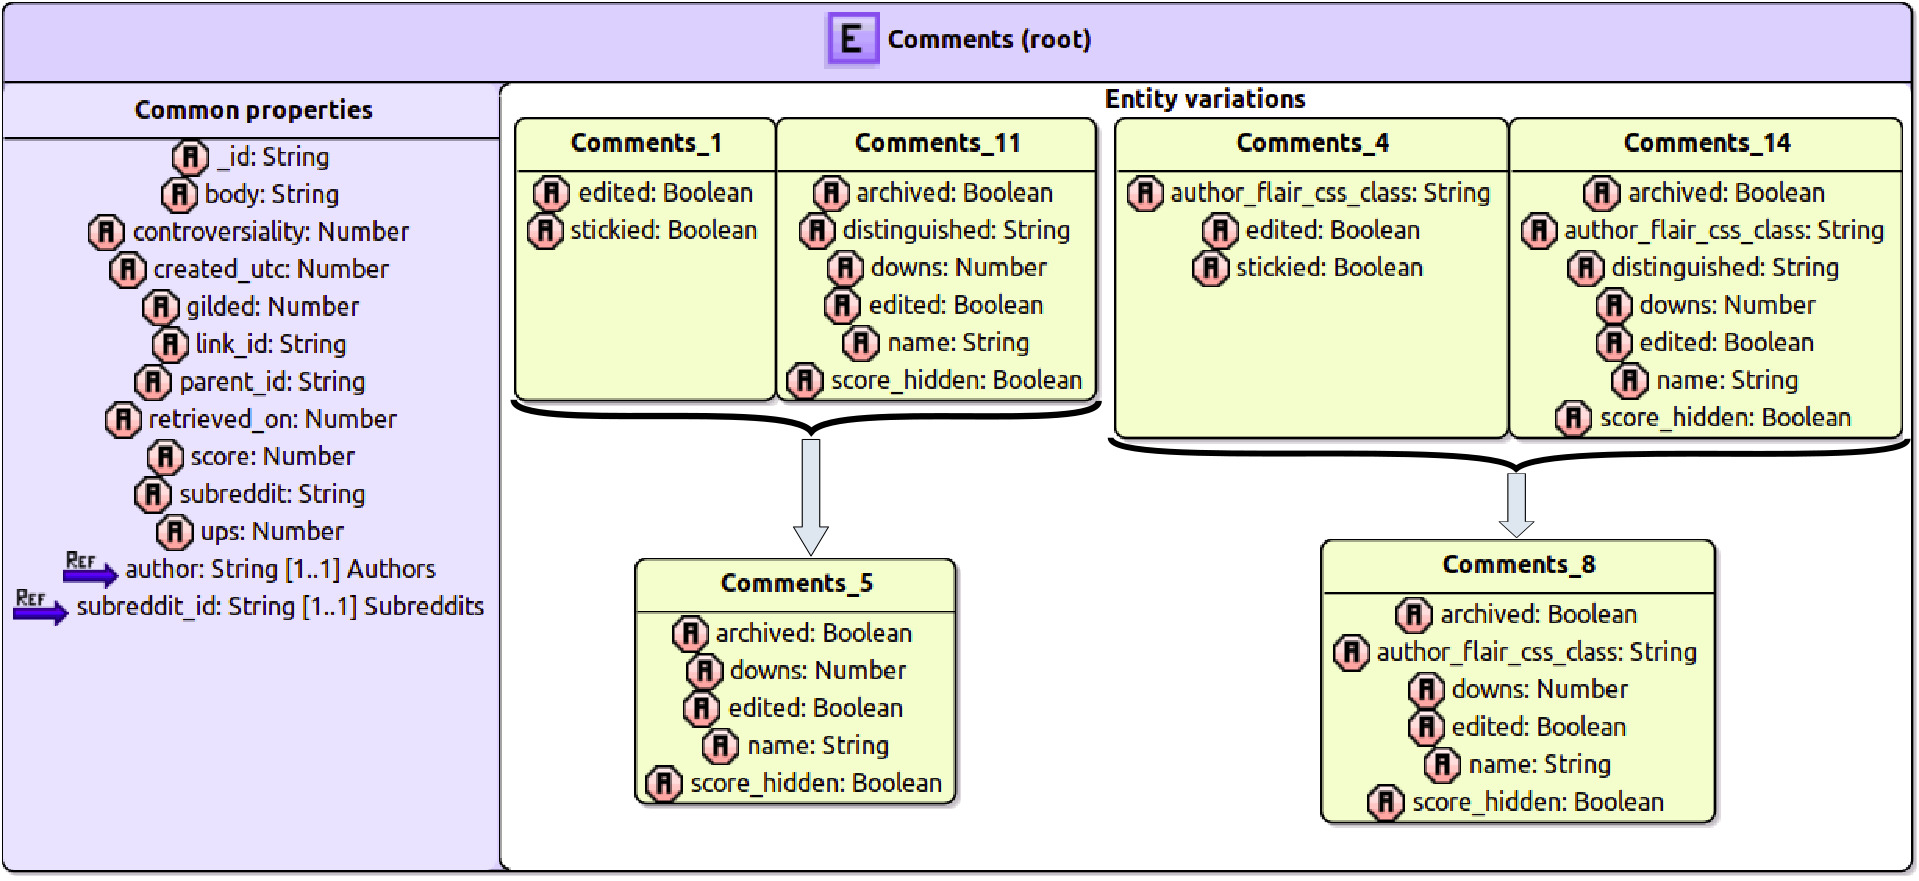 E Comments (root)
Common properties
A _id: String
A body: String
A controversiality: Number
A created_utc: Number
A gilded: Number
A link_id: String
A parent_id: String
A retrieved_on: Number
A score: Number
A subreddit: String
A ups: Number
REF author: String [1..1] Authors
REF subreddit_id: String [1..1] Subreddits
Entity variations
Comments_1
A edited: Boolean
A stickied: Boolean
Comments_11
A archived: Boolean
A distinguished: String
A downs: Number
A edited: Boolean
A name: String
A score_hidden: Boolean
Comments_4
A author_flair_css_class: String
A edited: Boolean
A stickied: Boolean
Comments_14
A archived: Boolean
A author_flair_css_class: String
A distinguished: String
A downs: Number
A edited: Boolean
A name: String
A score_hidden: Boolean
Comments_5
A archived: Boolean
A downs: Number
A edited: Boolean
A name: String
A score_hidden: Boolean
Comments_8
A archived: Boolean
A author_flair_css_class: String
A downs: Number
A edited: Boolean
A name: String
A score_hidden: Boolean